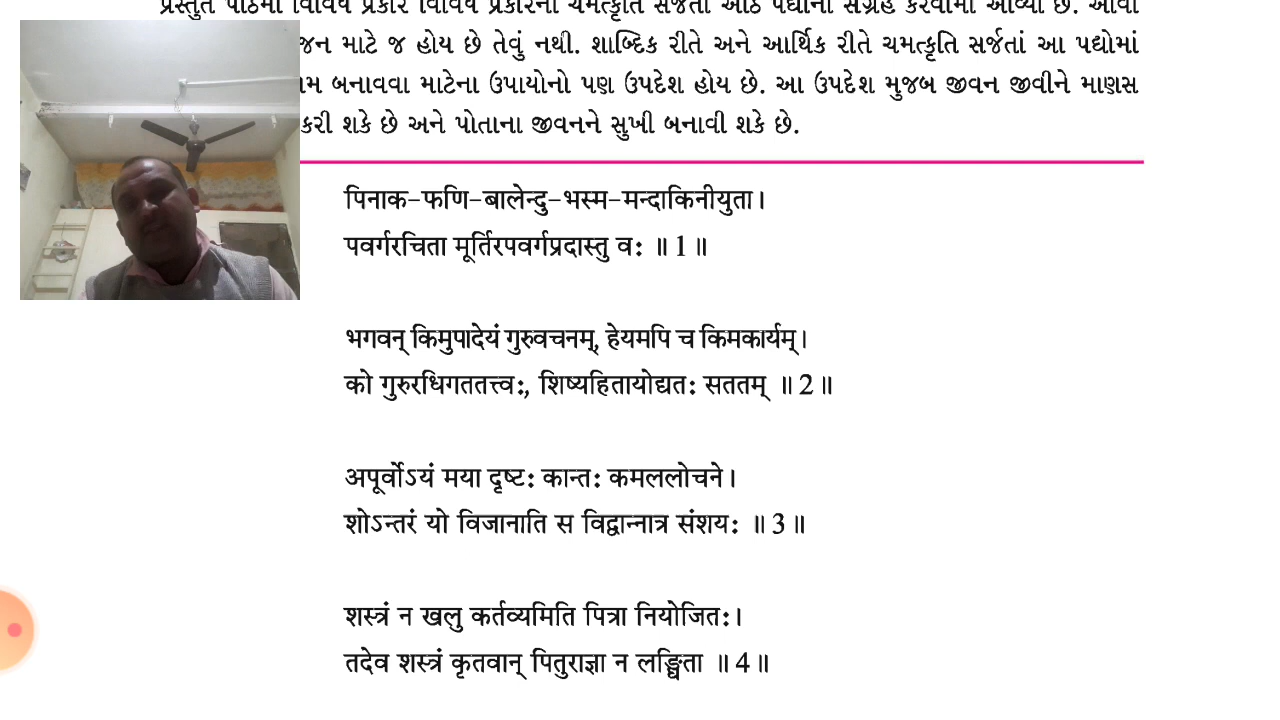 પ્રસ્તુત પાઠમાં વિવિધ પ્રકારે વિવિધ પ્રકારની ચમત્કૃતિ સર્જતાં આઠ પદ્યોનો સંગ્રહ કરવામાં આવ્યો છે. આવાં
જન માટે જ હોય છે તેવું નથી. શાબ્દિક રીતે અને આર્થિક રીતે ચમત્કૃતિ સર્જતાં આ પદ્યોમાં
બનાવવા માટેના ઉપાયોનો પણ ઉપદેશ હોય છે. આ ઉપદેશ મુજબ જીવન જીવીને માણસ
કરી શકે છે અને પોતાના જીવનને સુખી બનાવી શકે છે.
पिनाक-फणि-बालेन्दु-भस्म-मन्दाकिनीयुता।
पवर्गरचिता मूर्तिरपवर्गप्रदास्तु वः ॥ 1 ॥
भगवन् किमुपादेयं गुरुवचनम्, हेयमपि च किमकार्यम्।
को गुरुरधिगततत्त्वः, शिष्यहितायोद्यतः सततम् ॥ 2 ॥
अपूर्वोऽयं मया दृष्टः कान्तः कमललोचने।
शोऽन्तरं यो विजानाति स विद्वान्नात्र संशयः ॥ 3 ॥
शस्त्रं न खलु कर्तव्यमिति पित्रा नियोजितः।
तदेव शस्त्रं कृतवान् पितुराज्ञा न लङ्घिता ॥ 4 ॥